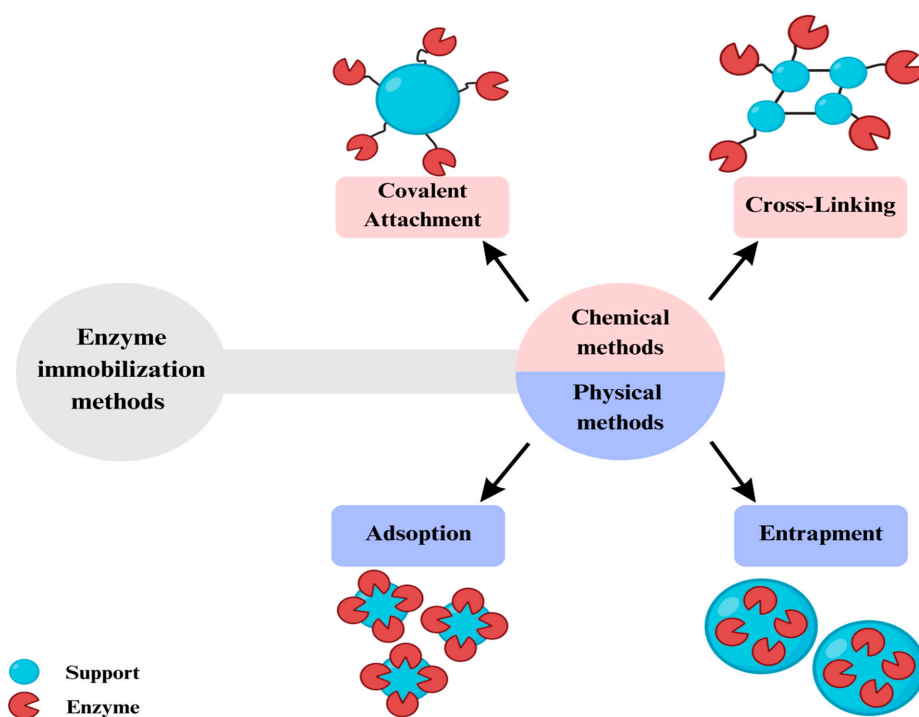 Covalent
Attachment
Cross-Linking
Enzyme
immobilization
methods
Chemical
methods
Physical
methods
Adsoption
Entrapment
Support
Enzyme